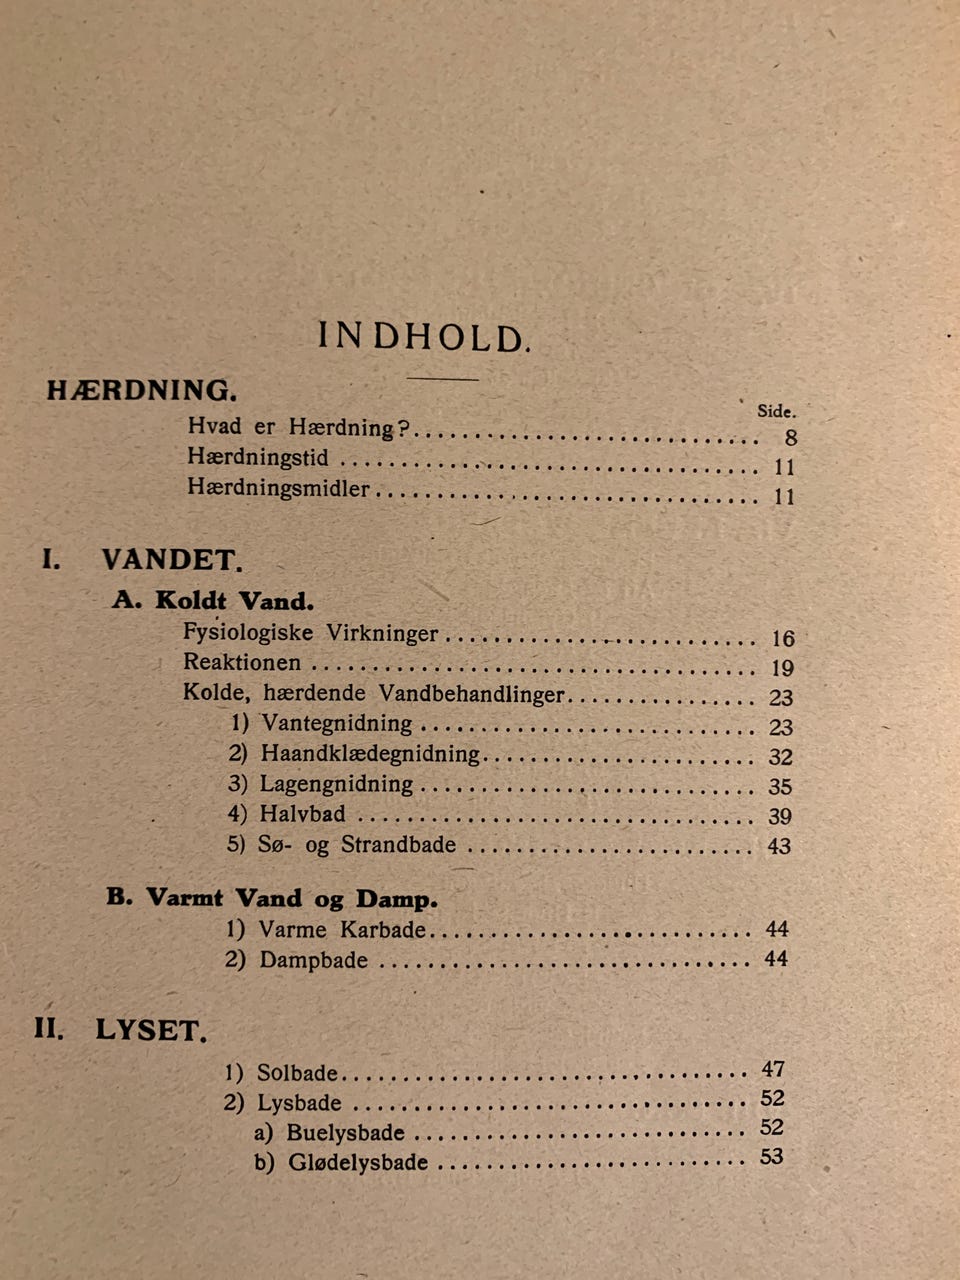 INDHOLD.
HÆRDNING.
Side.
Hvad er Hærdning?............................ 8
Hærdningstid .................................. 11
Hærdningsmidler............................... 11
I. VANDET.
A. Koldt Vand.
Fysiologiske Virkninger ......................... 16
Reaktionen .................................... 19
Kolde, hærdende Vandbehandlinger................ 23
1) Vantegnidning ............................ 23
2) Haandklædegnidning....................... 32
3) Lagengnidning ............................ 35
4) Halvbad ................................. 39
5) Sø- og Strandbade ........................ 43
B. Varmt Vand og Damp.
1) Varme Karbade........................... 44
2) Dampbade ............................... 44
II. LYSET.
1) Solbade.................................. 47
2) Lysbade ................................. 52
a) Buelysbade ............................ 52
b) Glødelysbade .......................... 53